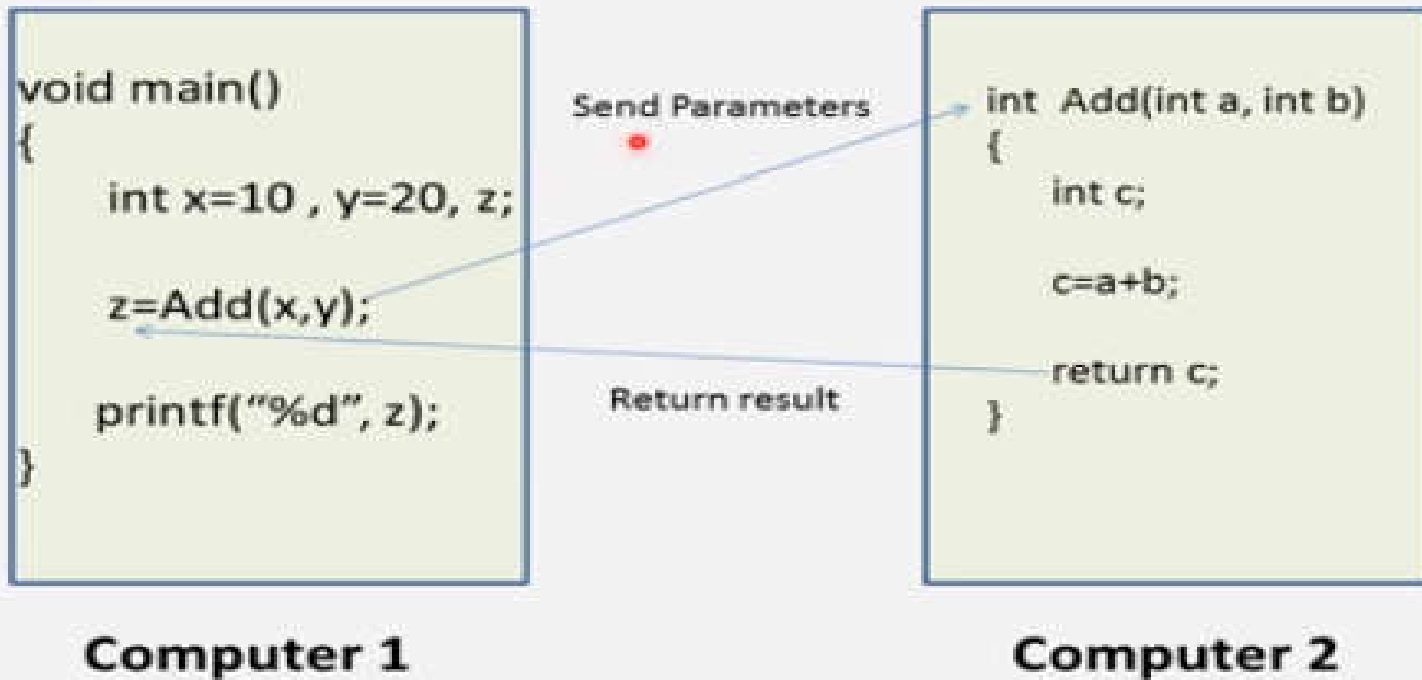 void main()
{
int x=10 , y=20, z;
z=Add(x,y);
printf(“%d”, z);
}
Computer 1
Send Parameters
Return result
int Add(int a, int b)
{
int c;
c=a+b;
return c;
}
Computer 2